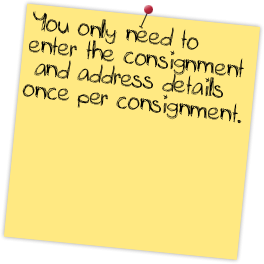 You only need to
enter the consignment
and address details
once per consignment.